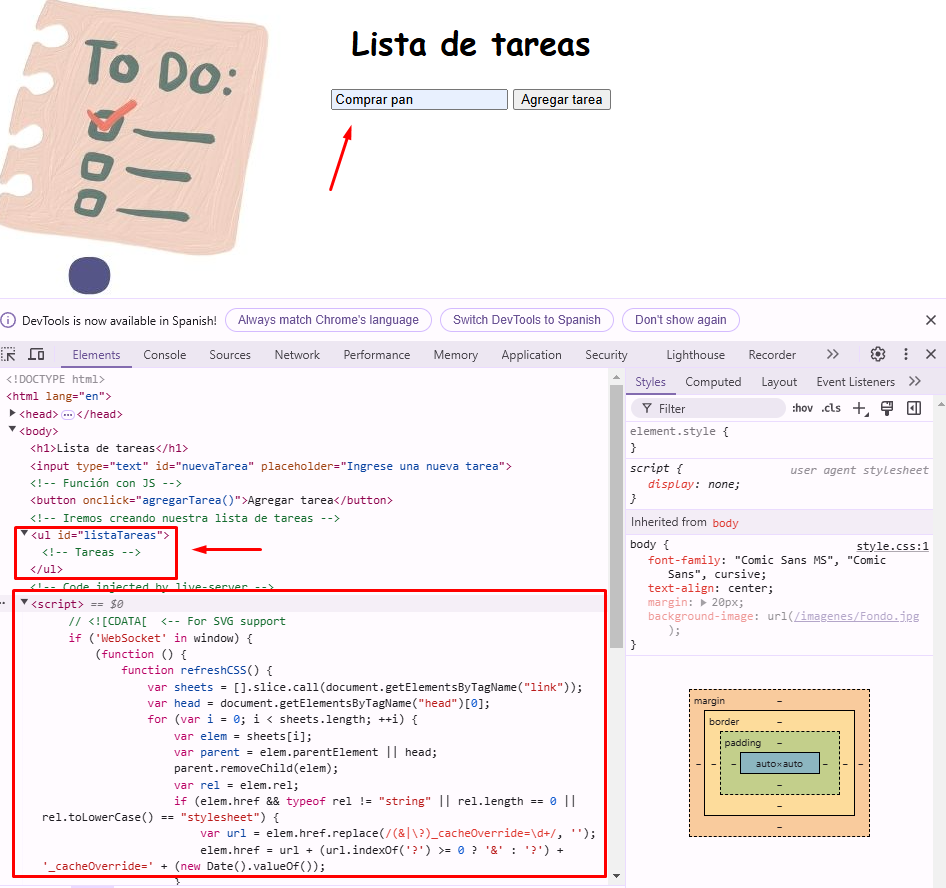 To Do:
Lista de tareas
Comprar pan
Agregar tarea
DevTools is now available in Spanish! Always match Chrome's language Switch DevTools to Spanish Don't show again
Elements Console Sources Network Performance Memory Application Security Lighthouse Recorder
<!DOCTYPE html>
<html lang="en">
<head> </head>
<body>
<h1>Lista de tareas</h1>
<input type="text" id="nuevaTarea" placeholder="Ingrese una nueva tarea">
<!-- Función con JS -->
<button onclick="agregarTarea()">Agregar tarea</button>
<!-- Iremos creando nuestra lista de tareas -->
<ul id="listaTareas">
<!-- Tareas -->
</ul>
<!-- Code injected by live-server -->
<script> == $0
// <![CDATA[ <-- For SVG support
if ('WebSocket' in window) {
(function () {
function refreshCSS() {
var sheets = [].slice.call(document.getElementsByTagName("link"));
var head = document.getElementsByTagName("head")[0];
for (var i = 0; i < sheets.length; ++i) {
var elem = sheets[i];
var parent = elem.parentElement || head;
parent.removeChild(elem);
var rel = elem.rel;
if (elem.href && typeof rel != "string" || rel.length == 0 ||
rel.toLowerCase() == "stylesheet") {
var url = elem.href.replace(/(&|\?)_cacheOverride=\d+/, '');
elem.href = url + (url.indexOf('?') >= 0 ? '&' : '?') +
'_cacheOverride=' + (new Date().valueOf());
}
Styles Computed Layout Event Listeners
Filter :hov .cls
element.style {
}
script { user agent stylesheet
display: none;
}
Inherited from body
body { style.css:1
font-family: "Comic Sans MS", "Comic
Sans", cursive;
text-align: center;
margin: 20px;
background-image: url(/imagenes/Fondo.jpg
);
}
margin –
border –
padding –
– – – auto×auto – – –
–
–
–